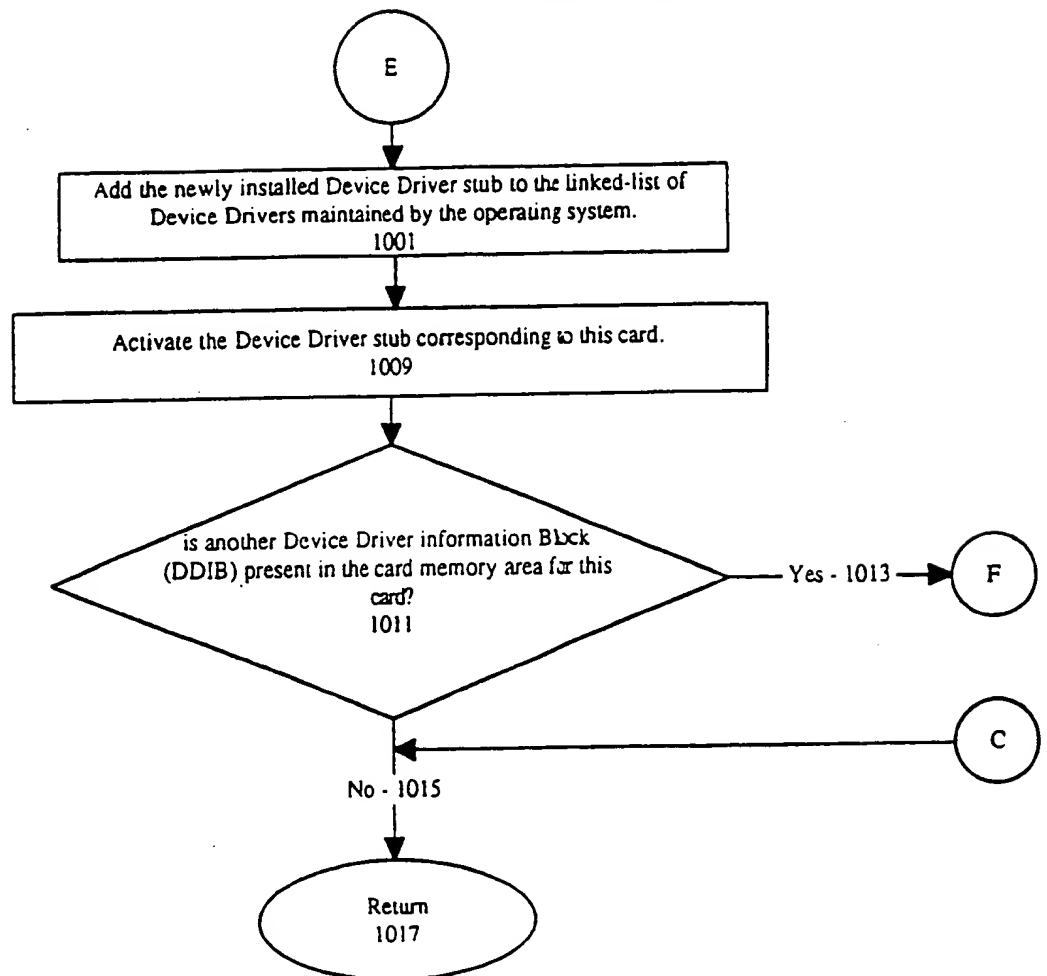 E
Add the newly installed Device Driver stub to the linked-list of
Device Drivers maintained by the operating system.
1001
Activate the Device Driver stub corresponding to this card.
1009
is another Device Driver information Block
(DDIB) present in the card memory area for this
card?
1011
Yes - 1013
F
C
No - 1015
Return
1017